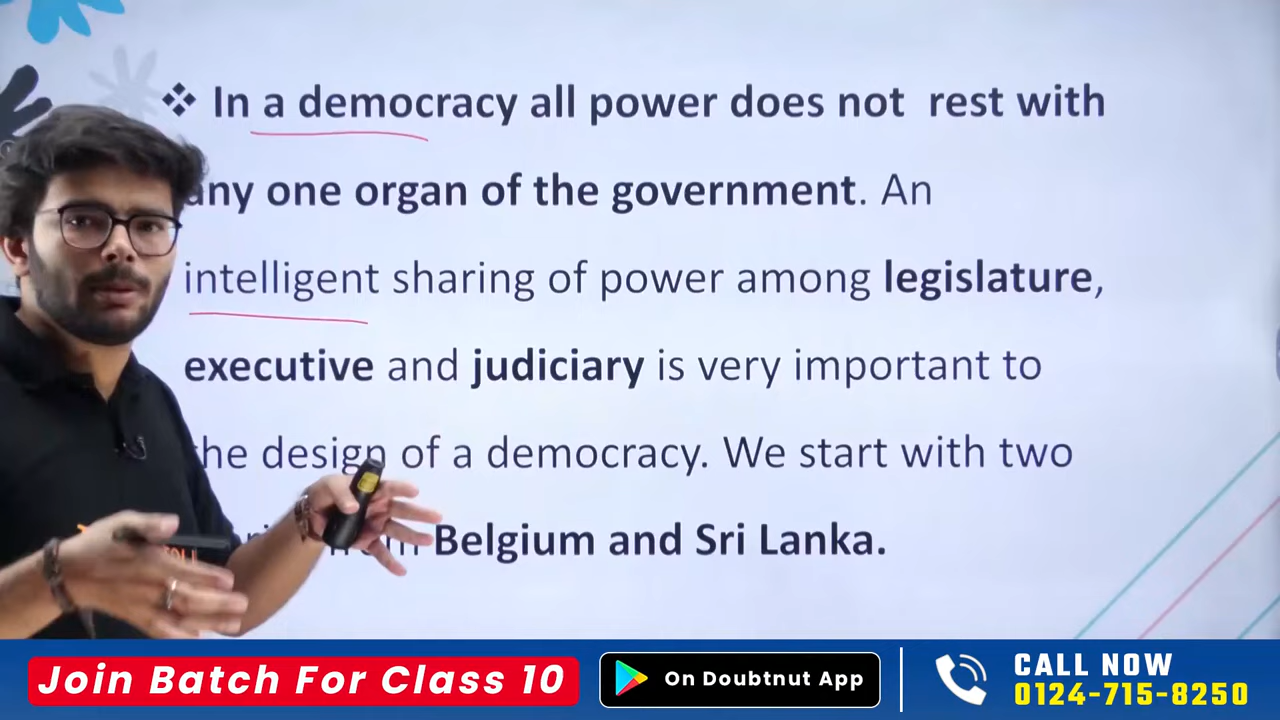 ❖ In a democracy all power does not rest with
any one organ of the government. An
intelligent sharing of power among legislature,
executive and judiciary is very important to
the design of a democracy. We start with two
from Belgium and Sri Lanka.
Join Batch For Class 10
On Doubtnut App
CALL NOW
0124-715-8250